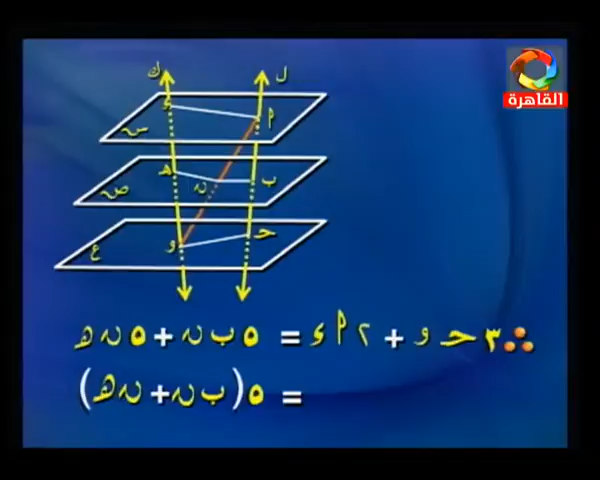 القاهرة
ك
ل
ء
م
س
هـ
ن
ب
ص
و
حـ
ع
∴ ٣ حـ و + ٢ م ء = ٥ ب ن + ٥ ن هـ
= ٥ (ب ن + ن هـ)